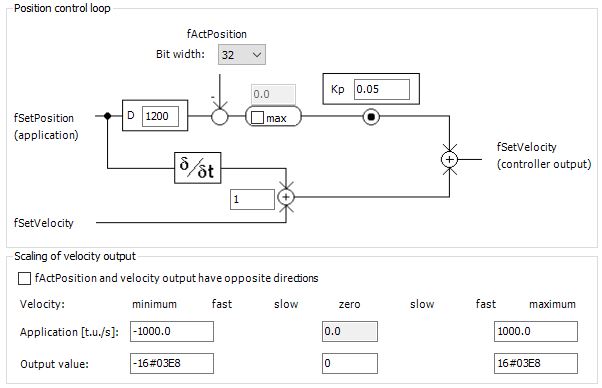 Position control loop
fActPosition
Bit width: 32
0.0
Kp 0.05
-
fSetPosition
(application)
D 1200
max
fSetVelocity
(controller output)
δ/δt
1
+
+
fSetVelocity
Scaling of velocity output
fActPosition and velocity output have opposite directions
Velocity: minimum fast slow zero slow fast maximum
Application [t.u./s]: -1000.0 0.0 1000.0
Output value: -16#03E8 0 16#03E8